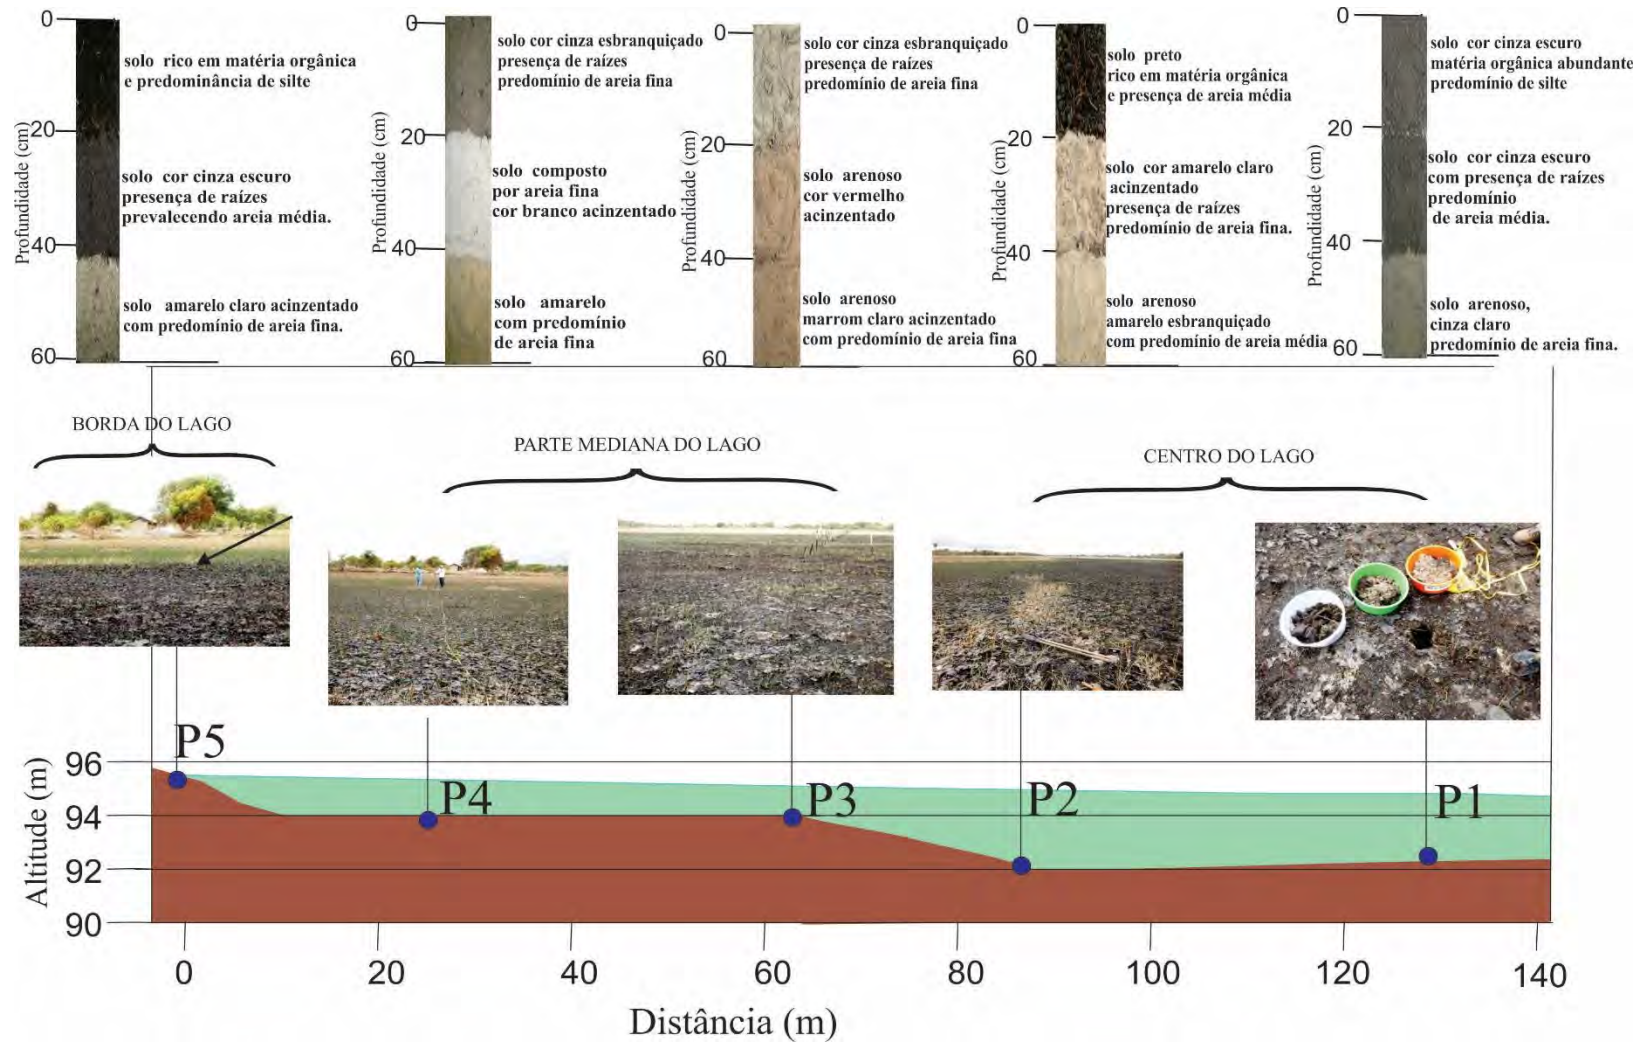 0
20
40
60
Profundidade (cm)
solo rico em matéria orgânica
e predominância de silte
solo cor cinza escuro
presença de raízes
prevalecendo areia média.
solo amarelo claro acinzentado
com predomínio de areia fina.
0
20
40
60
Profundidade (cm)
solo cor cinza esbranquiçado
presença de raízes
predomínio de areia fina
solo composto
por areia fina
cor branco acinzentado
solo amarelo
com predomínio
de areia fina
0
20
40
60
Profundidade (cm)
solo cor cinza esbranquiçado
presença de raízes
predomínio de areia fina
solo arenoso
cor vermelho
acinzentado
solo arenoso
marrom claro acinzentado
com predomínio de areia fina
0
20
40
60
Profundidade (cm)
solo preto
rico em matéria orgânica
e presença de areia média
solo cor amarelo claro
acinzentado
presença de raízes
predomínio de areia fina.
solo arenoso
amarelo esbranquiçado
com predomínio de areia média
0
20
40
60
Profundidade (cm)
solo cor cinza escuro
matéria orgânica abundante
predomínio de silte
solo cor cinza escuro
com presença de raízes
predomínio
de areia média.
solo arenoso,
cinza claro
predomínio de areia fina.
BORDA DO LAGO
PARTE MEDIANA DO LAGO
CENTRO DO LAGO
P5
P4
P3
P2
P1
Altitude (m)
96
94
92
90
0 20 40 60 80 100 120 140
Distância (m)